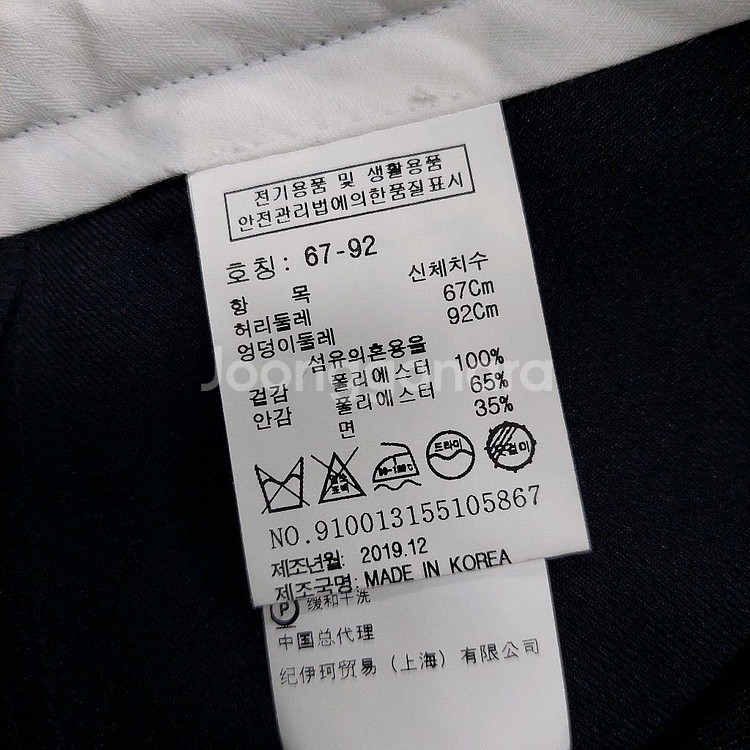 전기용품 및 생활용품
안전관리법에의한품질표시
호칭: 67-92
항 목 신체치수
허리둘레 67Cm
엉덩이둘레 92Cm
섬유의혼용율
겉감 폴리에스터 100%
안감 폴리에스터 65%
면 35%
드라이
NO.910013155105867
제조년월: 2019.12
제조국명: MADE IN KOREA
P 缓和干洗
中国总代理
纪伊珂贸易（上海）有限公司